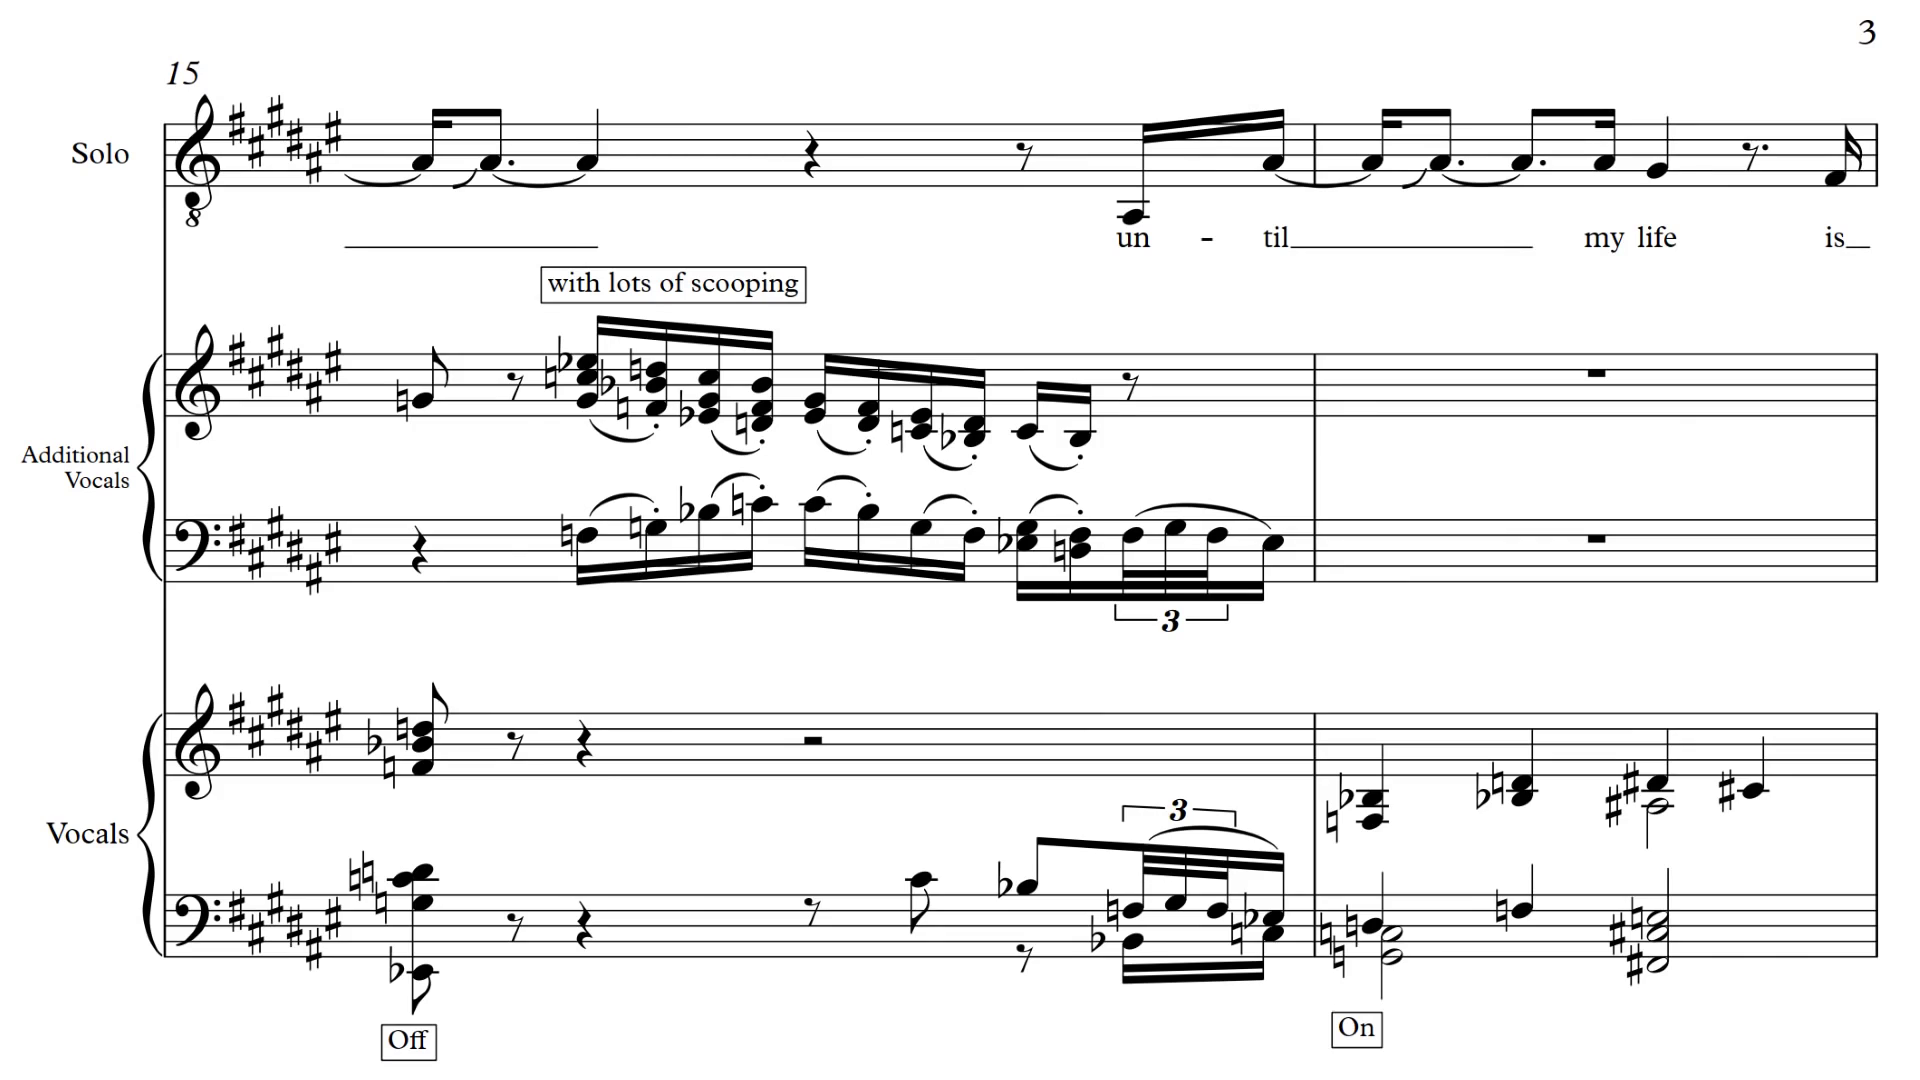 3
15
Solo
8
un - til my life is
with lots of scooping
Additional
Vocals
3
3
Vocals
Off
On